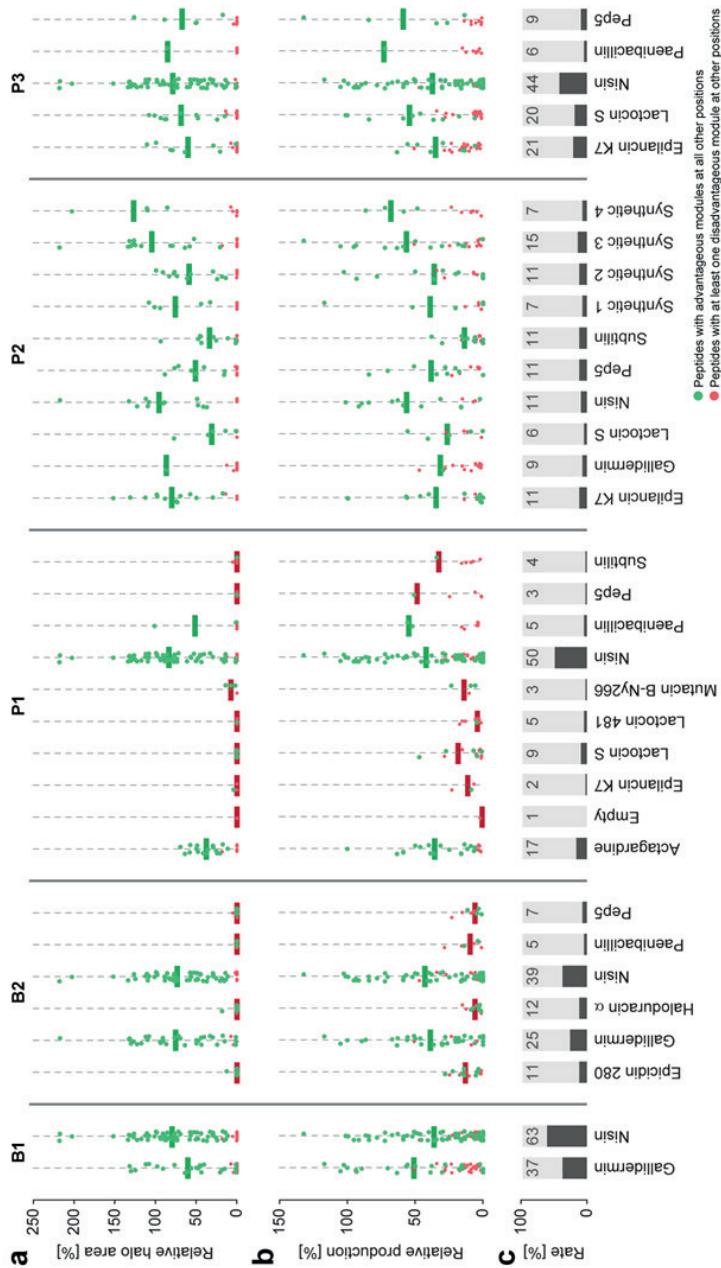 B1
B2
P1
P2
P3
a
Relative halo area [%]
250
200
150
100
50
0
b
Relative production [%]
150
100
50
0
c
Rate [%]
100
0
37
63
11
25
12
39
5
7
17
1
2
9
5
3
50
5
3
4
11
9
6
11
11
11
7
11
15
7
21
20
44
6
9
Gallidermin
Nisin
Epicidin 280
Gallidermin
Haloduracin α
Nisin
Paenibacillin
Pep5
Actagardine
Empty
Epilancin K7
Lactocin S
Lactocin 481
Mutacin B-Ny266
Nisin
Paenibacillin
Pep5
Subtilin
Epilancin K7
Gallidermin
Lactocin S
Nisin
Pep5
Subtilin
Synthetic 1
Synthetic 2
Synthetic 3
Synthetic 4
Epilancin K7
Lactocin S
Nisin
Paenibacillin
Pep5
Peptides with advantageous modules at all other positions
Peptides with at least one disadvantageous module at other positions